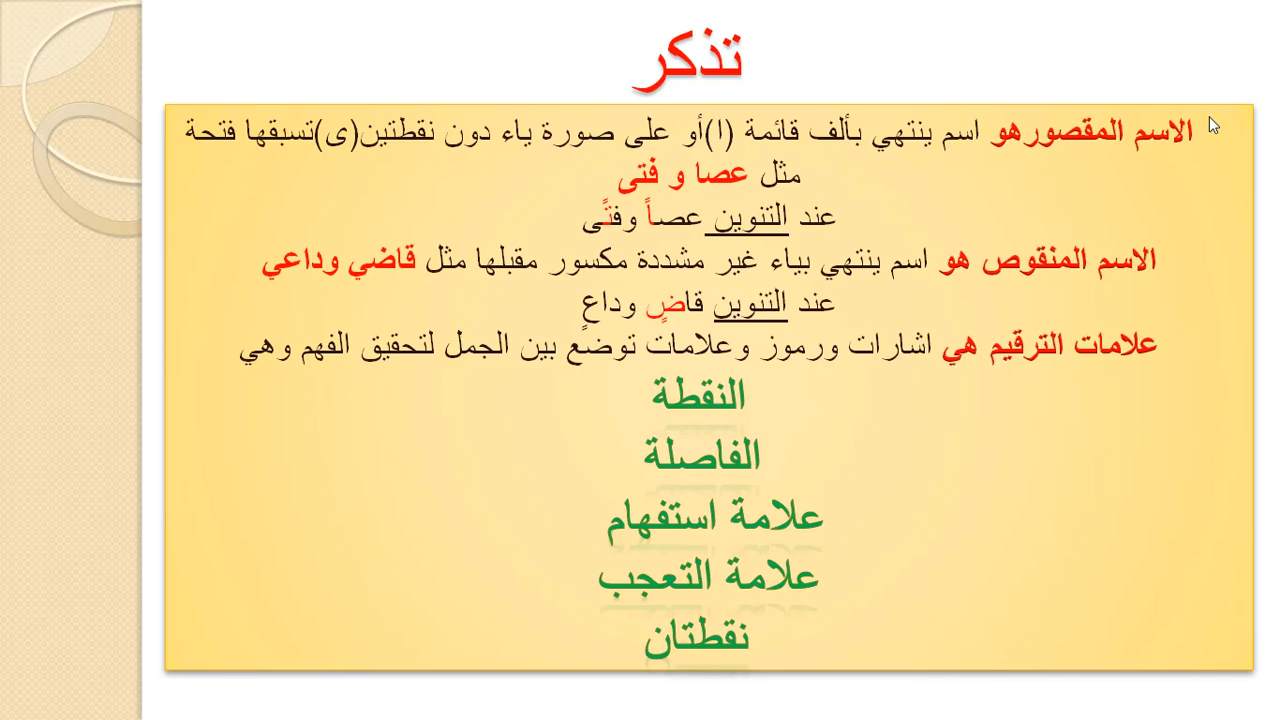 تذكر
الاسم المقصورهو اسم ينتهي بألف قائمة (ا)أو على صورة ياء دون نقطتين(ى)تسبقها فتحة
مثل عصا و فتى
عند التنوين عصاً وفتًى
الاسم المنقوص هو اسم ينتهي بياء غير مشددة مكسور مقبلها مثل قاضي وداعي
عند التنوين قاضٍ وداعٍ
علامات الترقيم هي اشارات ورموز وعلامات توضع بين الجمل لتحقيق الفهم وهي
النقطة
الفاصلة
علامة استفهام
علامة التعجب
نقطتان